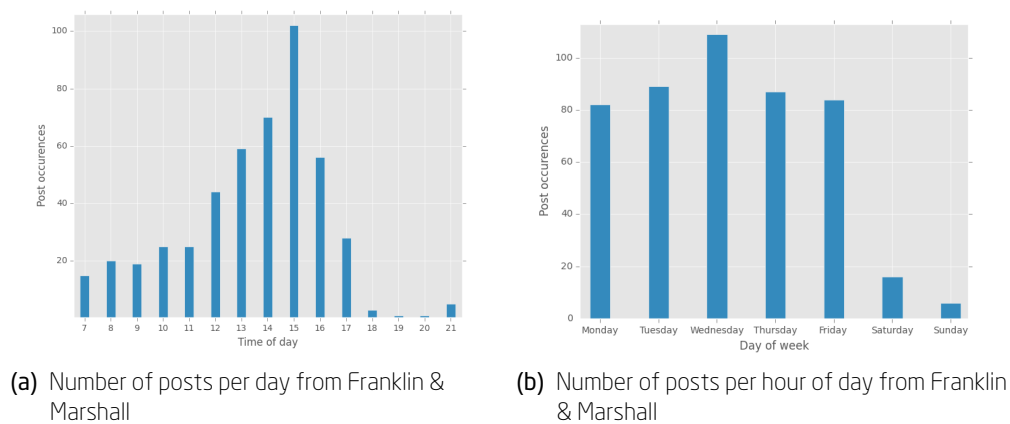 100
80
60
40
20
Post occurences
7 8 9 10 11 12 13 14 15 16 17 18 19 20 21
Time of day
(a) Number of posts per day from Franklin &
Marshall
100
80
60
40
20
0
Post occurences
Monday Tuesday Wednesday Thursday Friday Saturday Sunday
Day of week
(b) Number of posts per hour of day from Franklin
& Marshall